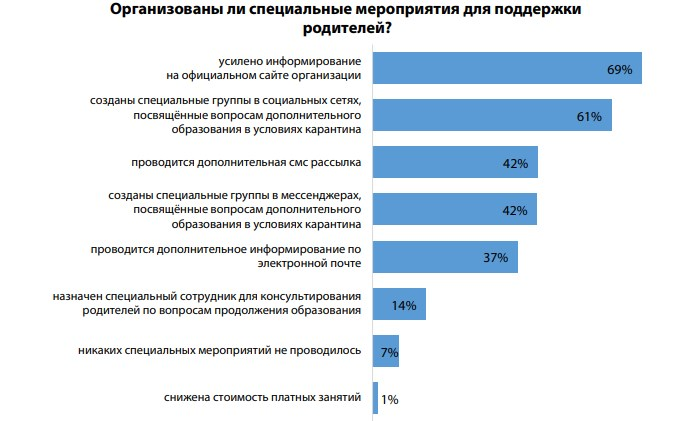 Организованы ли специальные мероприятия для поддержки
родителей?
усилено информирование
на официальном сайте организации
69%
созданы специальные группы в социальных сетях,
посвящённые вопросам дополнительного
образования в условиях карантина
61%
проводится дополнительная смс рассылка
42%
созданы специальные группы в мессенджерах,
посвящённые вопросам дополнительного
образования в условиях карантина
42%
проводится дополнительное информирование по
электронной почте
37%
назначен специальный сотрудник для консультирования
родителей по вопросам продолжения образования
14%
никаких специальных мероприятий не проводилось
7%
снижена стоимость платных занятий
1%